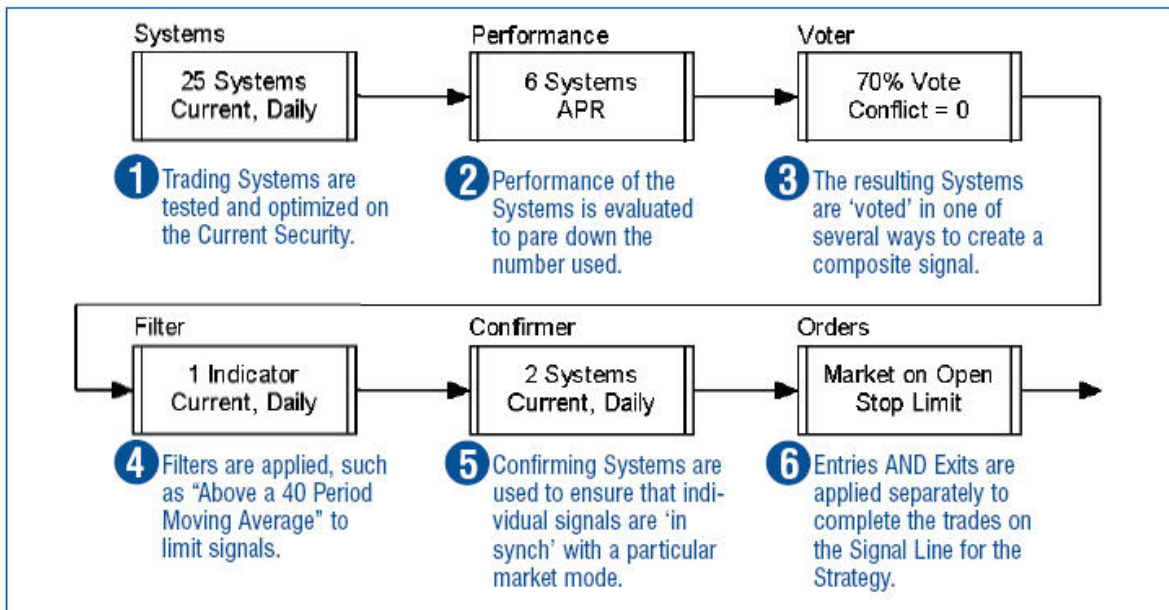 Systems
25 Systems
Current, Daily
1 Trading Systems are
tested and optimized on
the Current Security.
Performance
6 Systems
APR
2 Performance of the
Systems is evaluated
to pare down the
number used.
Voter
70% Vote
Conflict = 0
3 The resulting Systems
are ‘voted’ in one of
several ways to create a
composite signal.
Filter
1 Indicator
Current, Daily
4 Filters are applied, such
as “Above a 40 Period
Moving Average” to
limit signals.
Confirmer
2 Systems
Current, Daily
5 Confirming Systems are
used to ensure that indi-
vidual signals are ‘in
synch’ with a particular
market mode.
Orders
Market on Open
Stop Limit
6 Entries AND Exits are
applied separately to
complete the trades on
the Signal Line for the
Strategy.